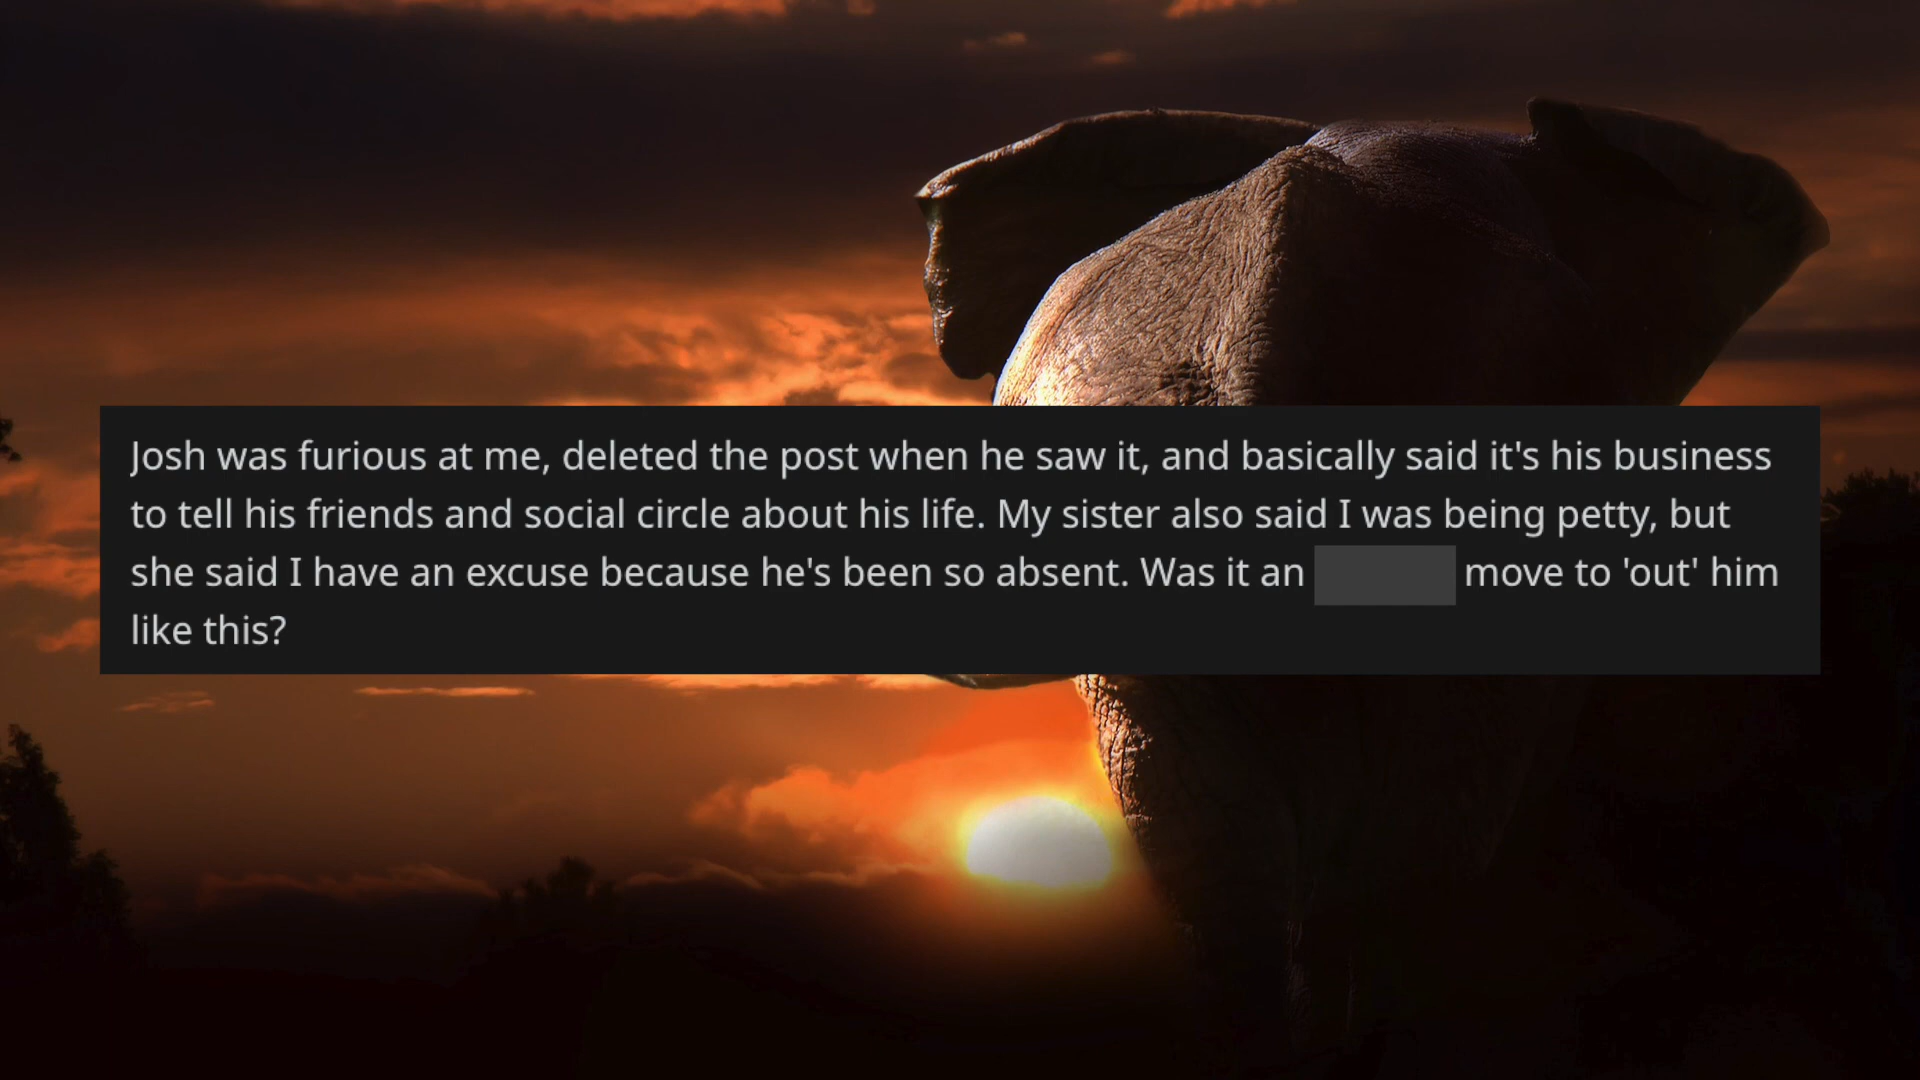 Josh was furious at me, deleted the post when he saw it, and basically said it's his business
to tell his friends and social circle about his life. My sister also said I was being petty, but
she said I have an excuse because he's been so absent. Was it an move to 'out' him
like this?